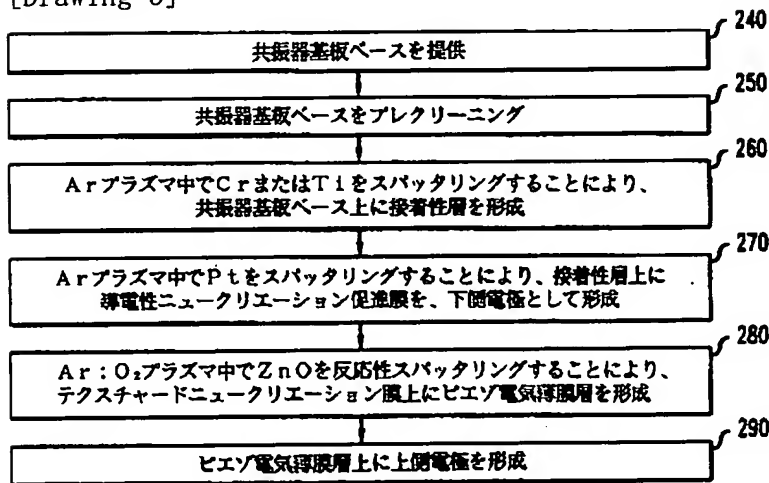 240
共振器基板ベースを提供
250
共振器基板ベースをプレクリーニング
260
Arプラズマ中でCrまたはTiをスパッタリングすることにより、
共振器基板ベース上に接着性層を形成
270
Arプラズマ中でPtをスパッタリングすることにより、接着性層上に
導電性ニュークリエーション促進膜を、下側電極として形成
280
Ar:O₂プラズマ中でZnOを反応性スパッタリングすることにより、
テクスチャードニュークリエーション膜上にピエゾ電気薄膜層を形成
290
ピエゾ電気薄膜層上に上側電極を形成